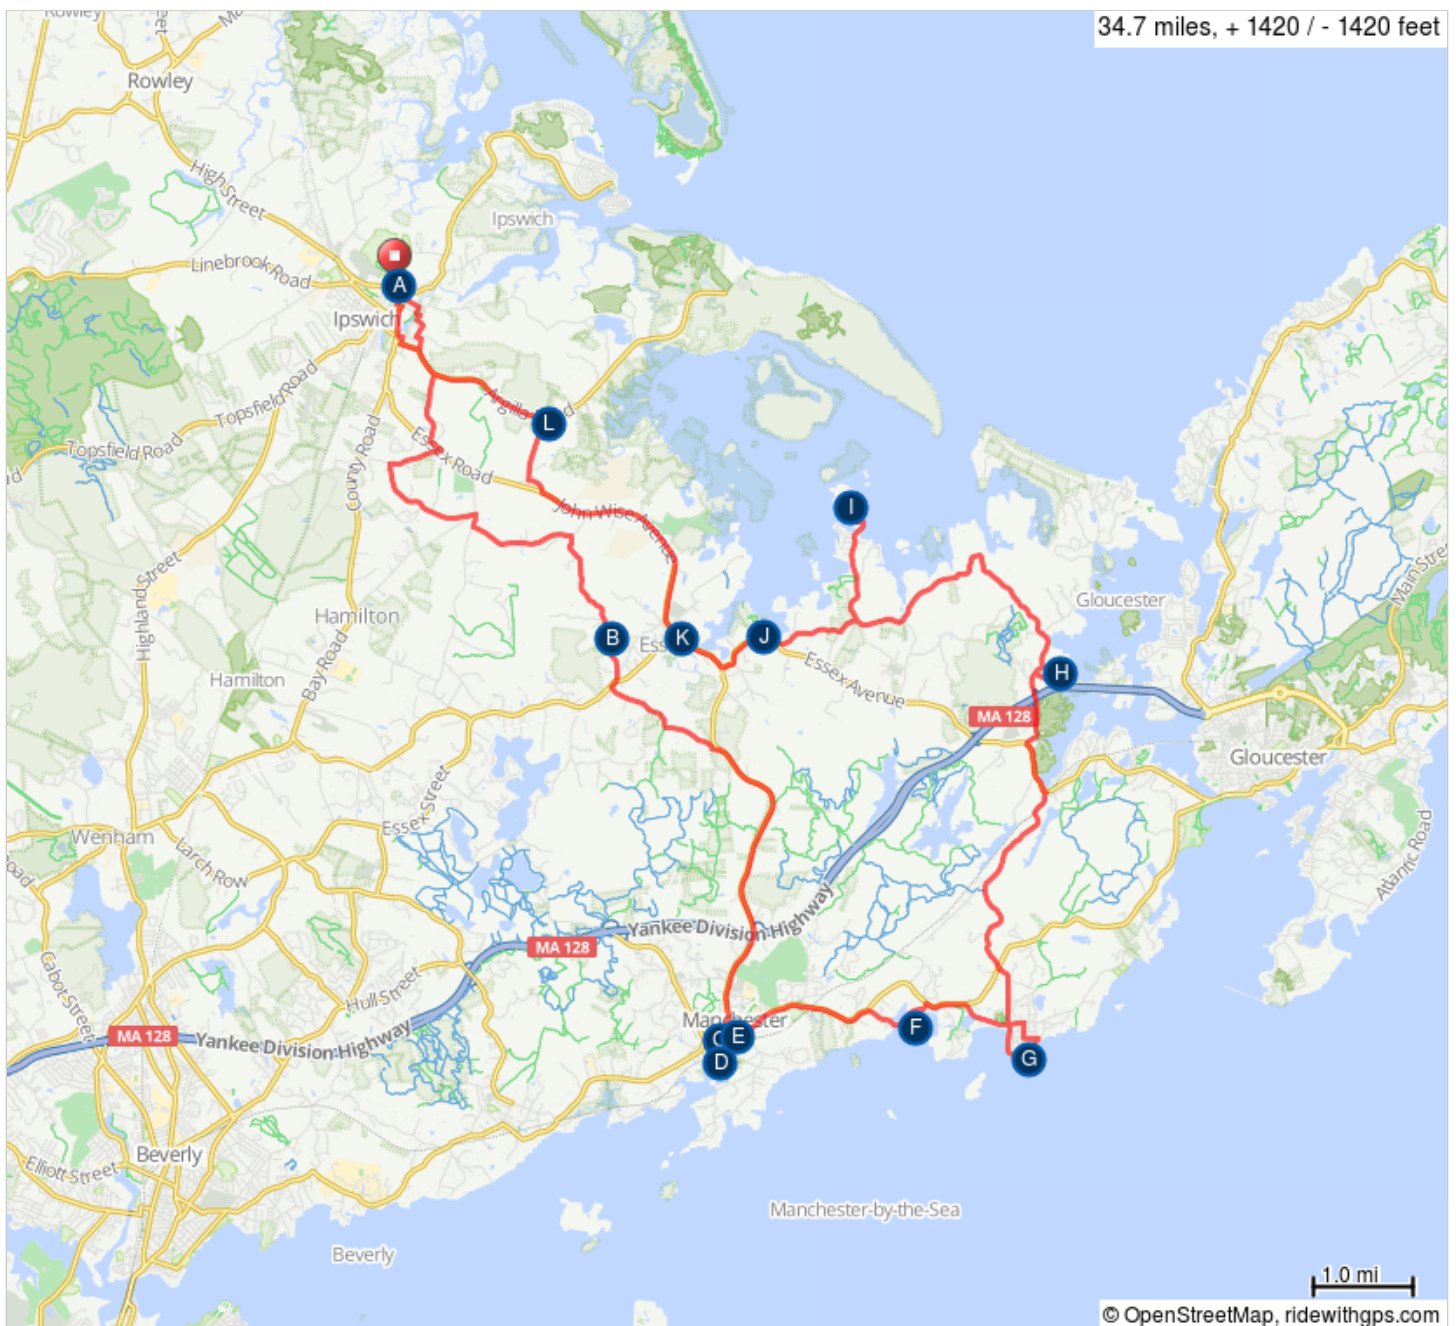 Rowley
34.7 miles, + 1420 / - 1420 feet
Rowley
High Street
Ipswich
Linebrook Road
A
Ipswich
Topsfield Road
Argilla
L
Topsfield Road
County Road
Essex Road
John Wise Avenue
I
Highland Street
Main Street
Hamilton
Gloucester
B
K
J
Hamilton
Bay Road
Essex Avenue
H
MA 128
Gloucester
Essex Street
Wenham
Larch Row
Atlantic Road
Yankee Division Highway
MA 128
Cabot Street
Hull Street
Manchester
E
F
MA 128
Yankee Division Highway
D
G
Beverly
Elliott Street
Manchester-by-the-Sea
Beverly
1.0 mi
© OpenStreetMap, ridewithgps.com